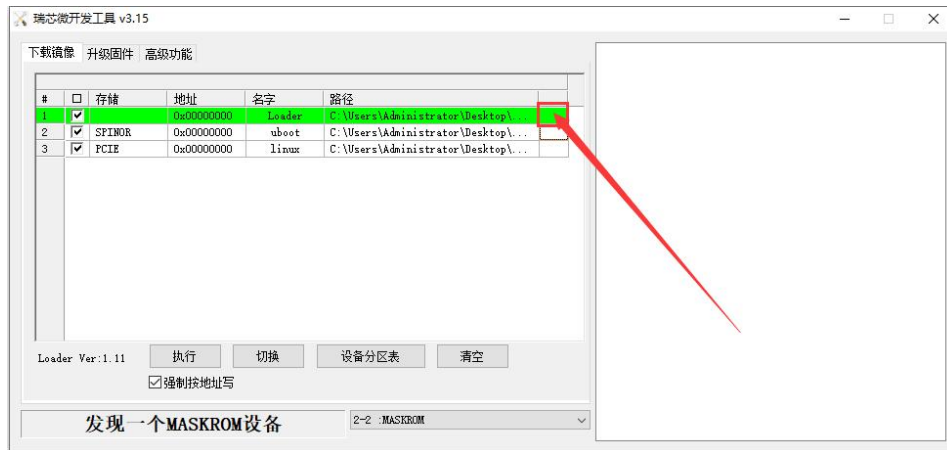 瑞芯微开发工具 v3.15
下载镜像 升级固件 高级功能
# 存储 地址 名字 路径
1 0x00000000 Loader C:\Users\Administrator\Desktop\...
2 SPINOR 0x00000000 uboot C:\Users\Administrator\Desktop\...
3 PCIE 0x00000000 linux C:\Users\Administrator\Desktop\...
Loader Ver:1.11 执行 切换 设备分区表 清空
强制按地址写
发现一个MASKROM设备 2-2 :MASKROM